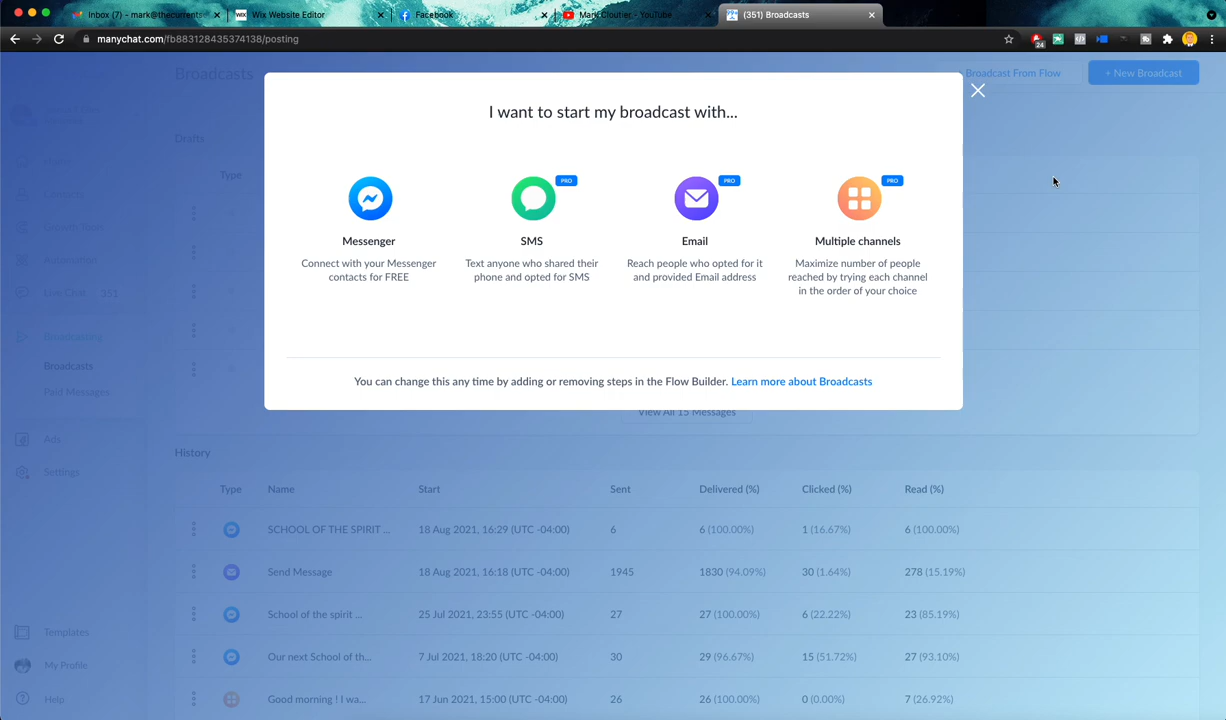 Inbox (7) - mark@thecurrents
Wix Website Editor
Facebook
Mark Cloutier - YouTube
(351) Broadcasts
manychat.com/fb883128435374138/posting
24
Broadcasts
Broadcast From Flow
+ New Broadcast
I want to start my broadcast with...
Drafts
Type
PRO
PRO
PRO
Messenger
SMS
Email
Multiple channels
Connect with your Messenger
contacts for FREE
Text anyone who shared their
phone and opted for SMS
Reach people who opted for it
and provided Email address
Maximize number of people
reached by trying each channel
in the order of your choice
Contacts
Growth Tools
Automation
Live Chat 351
Broadcasting
Broadcasts
Paid Messages
You can change this any time by adding or removing steps in the Flow Builder. Learn more about Broadcasts
View All 15 Messages
Ads
Settings
History
Type Name Start Sent Delivered (%) Clicked (%) Read (%)
SCHOOL OF THE SPIRIT ... 18 Aug 2021, 16:29 (UTC -04:00) 6 6 (100.00%) 1 (16.67%) 6 (100.00%)
Send Message 18 Aug 2021, 16:18 (UTC -04:00) 1945 1830 (94.09%) 30 (1.64%) 278 (15.19%)
School of the spirit ... 25 Jul 2021, 23:55 (UTC -04:00) 27 27 (100.00%) 6 (22.22%) 23 (85.19%)
Our next School of th... 7 Jul 2021, 18:20 (UTC -04:00) 30 29 (96.67%) 15 (51.72%) 27 (93.10%)
Good morning ! I wa... 17 Jun 2021, 15:00 (UTC -04:00) 26 26 (100.00%) 0 (0.00%) 7 (26.92%)
Templates
My Profile
Help